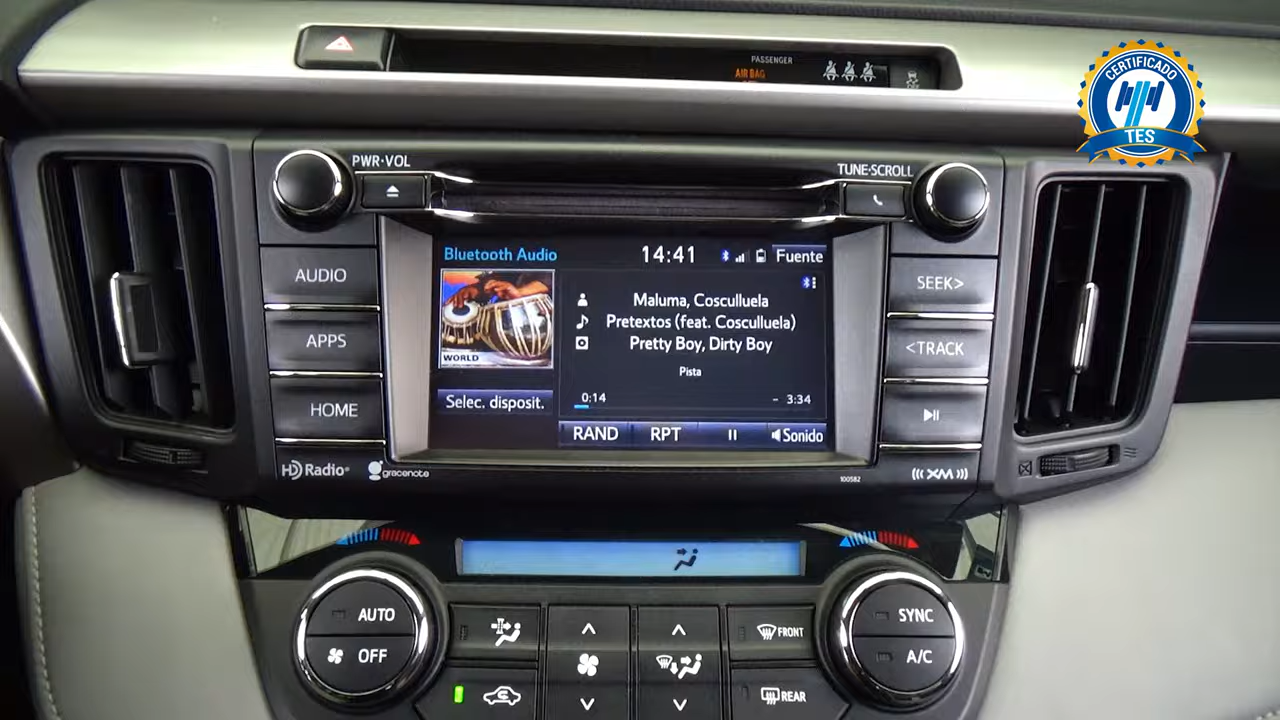 PASSENGER
AIR BAG
CERTIFICADO
TES
PWR·VOL
TUNE·SCROLL
AUDIO
APPS
HOME
Bluetooth Audio
14:41
Fuente
WORLD
Maluma, Cosculluela
Pretextos (feat. Cosculluela)
Pretty Boy, Dirty Boy
Pista
0:14
- 3:34
Selec. disposit.
RAND
RPT
Sonido
SEEK>
<TRACK
HD Radio®
gracenote
100582
XM
AUTO
OFF
FRONT
REAR
SYNC
A/C